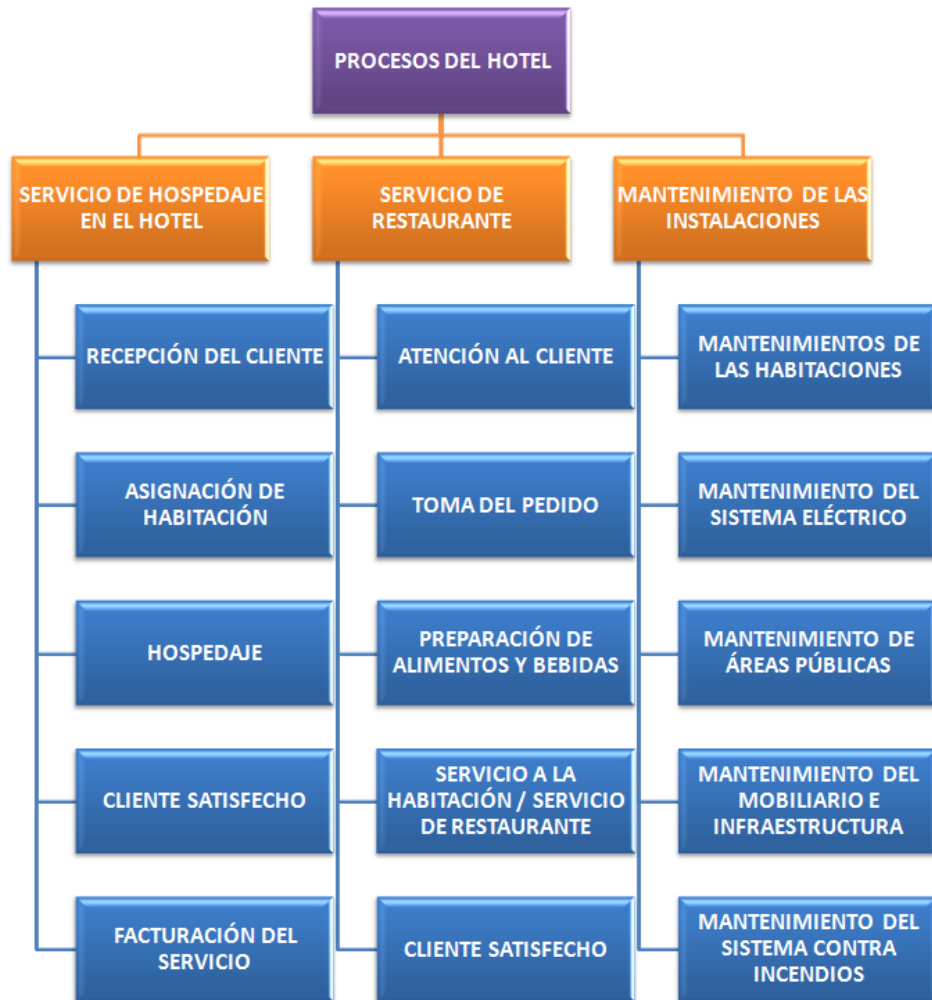 PROCESOS DEL HOTEL
SERVICIO DE HOSPEDAJE
EN EL HOTEL
RECEPCIÓN DEL CLIENTE
ASIGNACIÓN DE
HABITACIÓN
HOSPEDAJE
CLIENTE SATISFECHO
FACTURACIÓN DEL
SERVICIO
SERVICIO DE
RESTAURANTE
ATENCIÓN AL CLIENTE
TOMA DEL PEDIDO
PREPARACIÓN DE
ALIMENTOS Y BEBIDAS
SERVICIO A LA
HABITACIÓN / SERVICIO
DE RESTAURANTE
CLIENTE SATISFECHO
MANTENIMIENTO DE LAS
INSTALACIONES
MANTENIMIENTOS DE
LAS HABITACIONES
MANTENIMIENTO DEL
SISTEMA ELÉCTRICO
MANTENIMIENTO DE
ÁREAS PÚBLICAS
MANTENIMIENTO DEL
MOBILIARIO E
INFRAESTRUCTURA
MANTENIMIENTO DEL
SISTEMA CONTRA
INCENDIOS